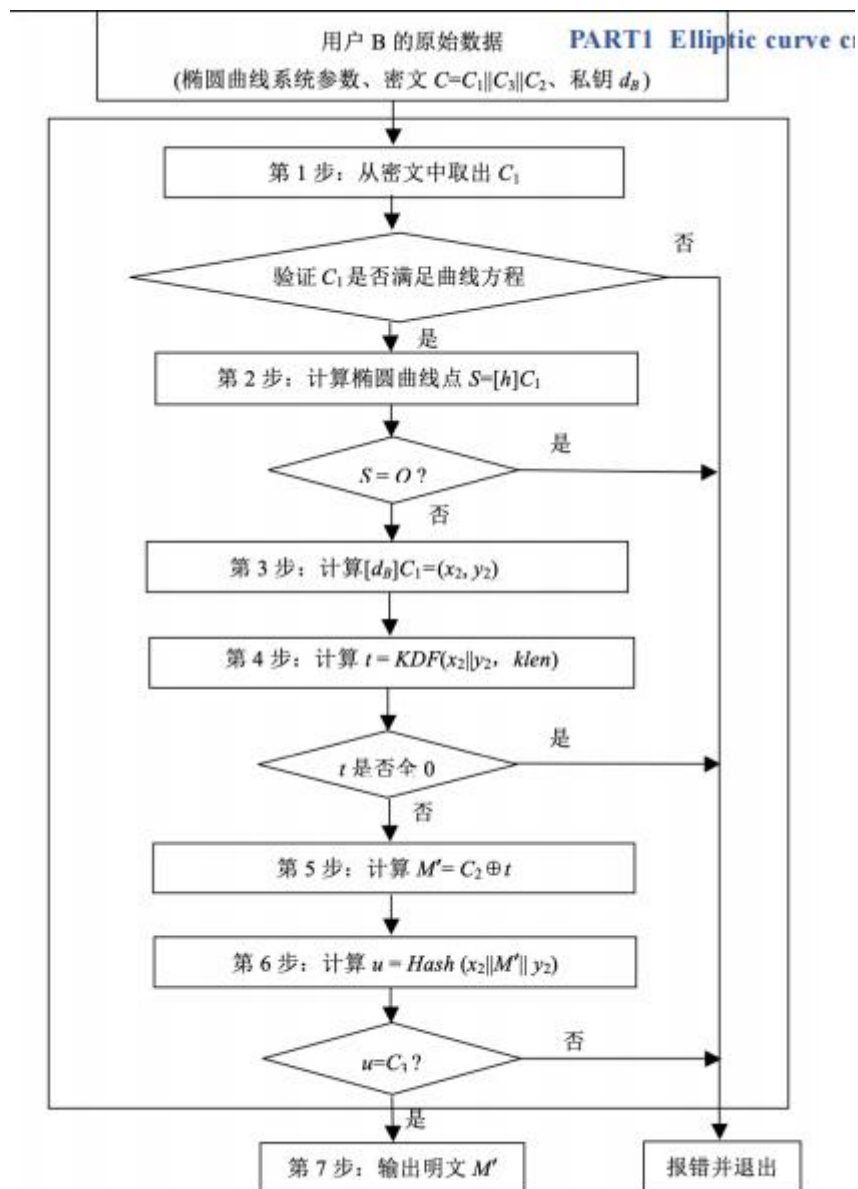 用户 B 的原始数据
PART1 Elliptic curve
(椭圆曲线系统参数、密文 C=C₁||C₃||C₂、私钥 d_B)
第 1 步：从密文中取出 C₁
否
验证 C₁ 是否满足曲线方程
是
第 2 步：计算椭圆曲线点 S=[h]C₁
是
S = O ?
否
第 3 步：计算[d_B]C₁=(x₂, y₂)
第 4 步：计算 t = KDF(x₂||y₂， klen)
是
t 是否全 0
否
第 5 步：计算 M′= C₂⊕t
第 6 步：计算 u = Hash (x₂||M′|| y₂)
否
u=C₃ ?
是
第 7 步：输出明文 M′
报错并退出